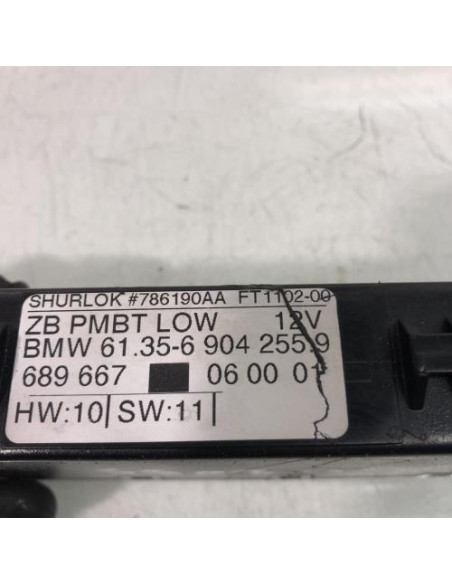 SHURLOK #786190AA FT1102-00
ZB PMBT LOW 12V
BMW 61.35-6 904 255.9
689 667 06 00 01
HW:10| SW:11|